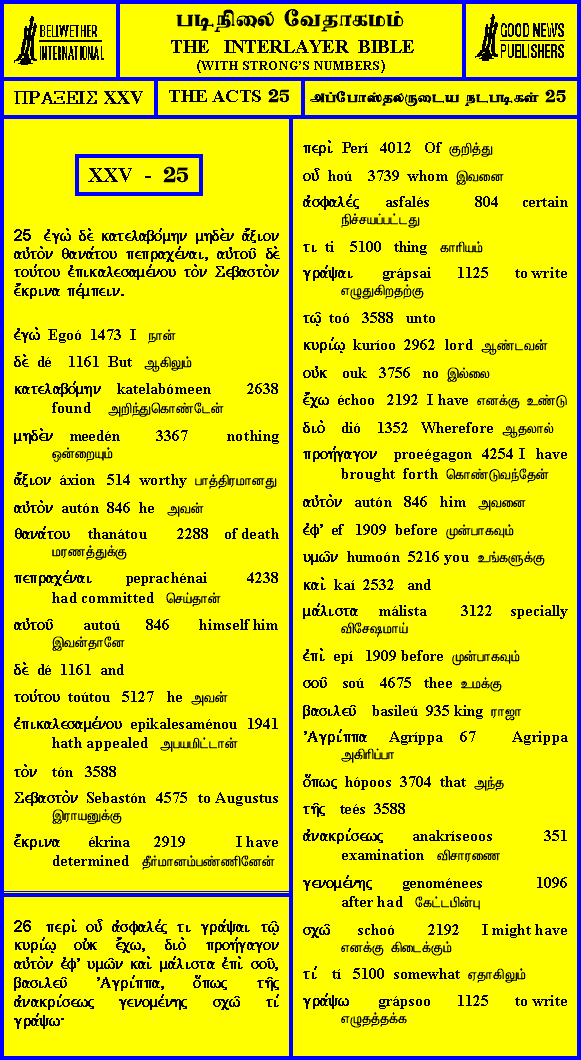 BELLWETHER
INTERNATIONAL
படிநிலை வேதாகமம்
THE INTERLAYER BIBLE
(WITH STRONG'S NUMBERS)
GOOD NEWS
PUBLISHERS
ΠΡΑΞΕΙΣ XXV
THE ACTS 25
அப்போஸ்தலருடைய நடபடிகள் 25
XXV - 25
25 ἐγὼ δὲ κατελαβόμην μηδὲν ἄξιον
αὐτὸν θανάτου πεπραχέναι, αὐτοῦ δὲ
τούτου ἐπικαλεσαμένου τὸν Σεβαστὸν
ἔκρινα πέμπειν.
ἐγὼ Egoó 1473 I நான்
δὲ dé 1161 But ஆகிலும்
κατελαβόμην katelabómeen 2638
found அறிந்துகொண்டேன்
μηδὲν meedén 3367 nothing
ஒன்றையும்
ἄξιον áxion 514 worthy பாத்திரமானது
αὐτὸν autón 846 he அவன்
θανάτου thanátou 2288 of death
மரணத்துக்கு
πεπραχέναι peprachénai 4238
had committed செய்தான்
αὐτοῦ autoú 846 himself him
இவன்தானே
δὲ dé 1161 and
τούτου toútou 5127 he அவன்
ἐπικαλεσαμένου epikalesaménou 1941
hath appealed அபயமிட்டான்
τὸν tón 3588
Σεβαστὸν Sebastón 4575 to Augustus
இராயனுக்கு
ἔκρινα ékrina 2919 I have
determined தீர்மானம்பண்ணினேன்
26 περὶ οὗ ἀσφαλές τι γράψαι τῷ
κυρίῳ οὐκ ἔχω, διὸ προήγαγον
αὐτὸν ἐφ' υμῶν καὶ μάλιστα ἐπὶ σοῦ,
βασιλεῦ Ἀγρίππα, ὅπως τῆς
ἀνακρίσεως γενομένης σχῶ τί
γράψω·
περὶ Perí 4012 Of குறித்து
οὗ hoú 3739 whom இவனை
ἀσφαλές asfalés 804 certain
நிச்சயப்பட்டது
τι ti 5100 thing காரியம்
γράψαι grápsai 1125 to write
எழுதுகிறதற்கு
τῷ toó 3588 unto
κυρίῳ kuríoo 2962 lord ஆண்டவன்
οὐκ ouk 3756 no இல்லை
ἔχω échoo 2192 I have எனக்கு உண்டு
διὸ dió 1352 Wherefore ஆதலால்
προήγαγον proeégagon 4254 I have
brought forth கொண்டுவந்தேன்
αὐτὸν autón 846 him அவனை
ἐφ' ef 1909 before முன்பாகவும்
υμῶν humoón 5216 you உங்களுக்கு
καὶ kaí 2532 and
μάλιστα málista 3122 specially
விசேஷமாய்
ἐπὶ epí 1909 before முன்பாகவும்
σοῦ soú 4675 thee உமக்கு
βασιλεῦ basileú 935 king ராஜா
Ἀγρίππα Agríppa 67 Agrippa
அகிரிப்பா
ὅπως hópoos 3704 that அந்த
τῆς teés 3588
ἀνακρίσεως anakríseoos 351
examination விசாரணை
γενομένης genoménees 1096
after had கேட்டபின்பு
σχῶ schoó 2192 I might have
எனக்கு கிடைக்கும்
τί tí 5100 somewhat ஏதாகிலும்
γράψω grápsoo 1125 to write
எழுதத்தக்க